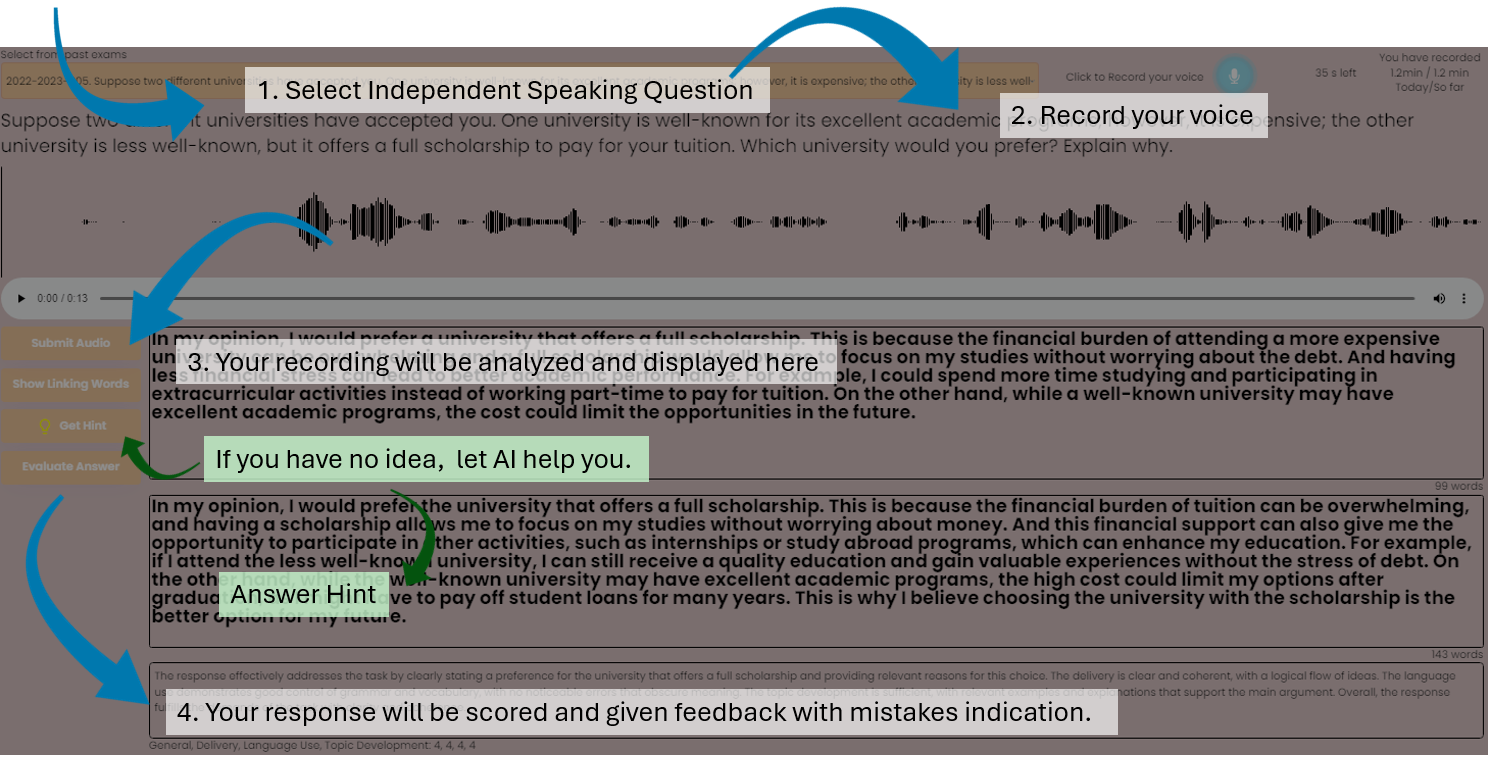 Select from past exams
You have recorded
2022-2023- 05. Suppose two different univer however, it is expensive; the othe ity is less well-
1. Select Independent Speaking Question
Click to Record your voice
35 s left
1.2min / 1.2 min
Today/So far
2. Record your voice
Suppose two t universities have accepted you. One university is well-known for its excellent academic pensive; the other
university is less well-known, but it offers a full scholarship to pay for your tuition. Which university would you prefer? Explain why.
0:00 / 0:13
Submit Audio
Show Linking Words
Get Hint
Evaluate Answer
In my opinion, I would prefer a university that offers a full scholarship. This is because the financial burden of attending a more expensive
university can be overwhelming and a full scholarship would allow me to focus on my studies without worrying about the debt. And having
less financial stress can lead to better academic performance. For example, I could spend more time studying and participating in
extracurricular activities instead of working part-time to pay for tuition. On the other hand, while a well-known university may have
excellent academic programs, the cost could limit the opportunities in the future.
3. Your recording will be analyzed and displayed here
If you have no idea, let AI help you.
99 words
In my opinion, I would prefer the university that offers a full scholarship. This is because the financial burden of tuition can be overwhelming,
and having a scholarship allows me to focus on my studies without worrying about money. And this financial support can also give me the
opportunity to participate in other activities, such as internships or study abroad programs, which can enhance my education. For example,
if I attend the less well-known university, I can still receive a quality education and gain valuable experiences without the stress of debt. On
the other hand, while the well-known university may have excellent academic programs, the high cost could limit my options after
gradua ave to pay off student loans for many years. This is why I believe choosing the university with the scholarship is the
better option for my future.
Answer Hint
143 words
The response effectively addresses the task by clearly stating a preference for the university that offers a full scholarship and providing relevant reasons for this choice. The delivery is clear and coherent, with a logical flow of ideas. The language
use demonstrates good control of grammar and vocabulary, with no noticeable errors that obscure meaning. The topic development is sufficient, with relevant examples and explanations that support the main argument. Overall, the response
4. Your response will be scored and given feedback with mistakes indication.
General, Delivery, Language Use, Topic Development: 4, 4, 4, 4